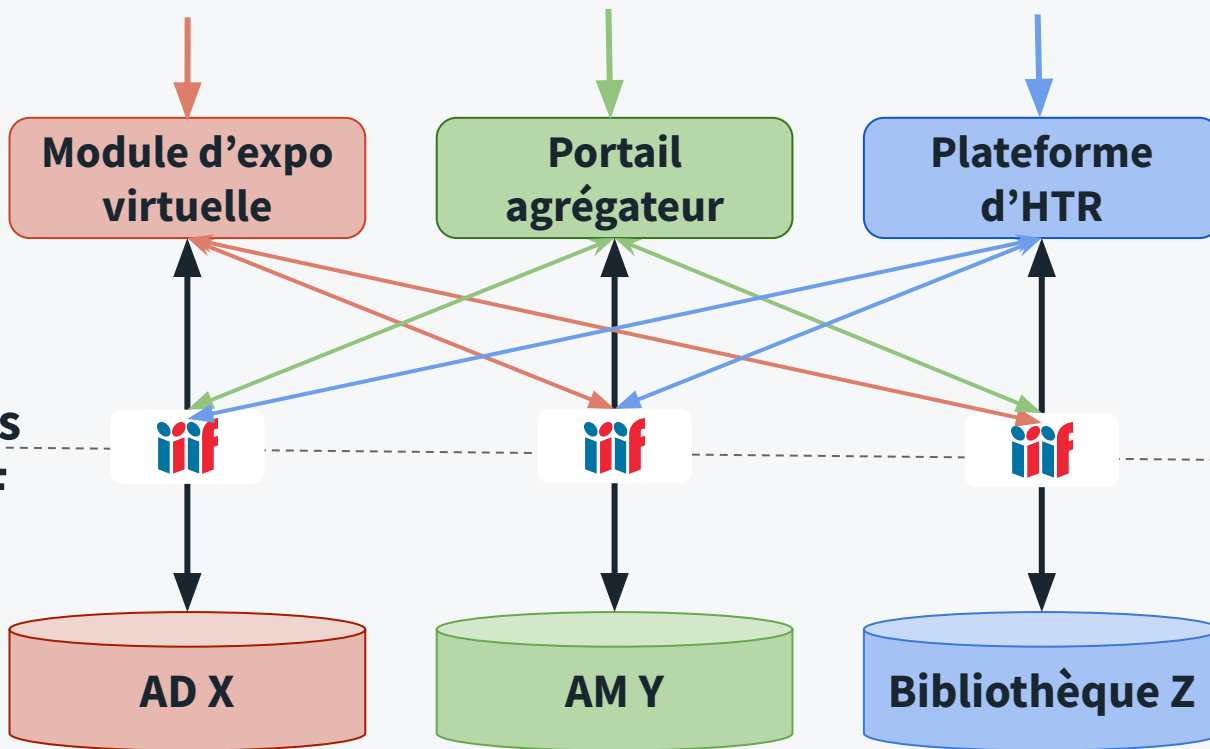 Module d’expo
virtuelle
Portail
agrégateur
Plateforme
d’HTR
iiif
iiif
iiif
AD X
AM Y
Bibliothèque Z